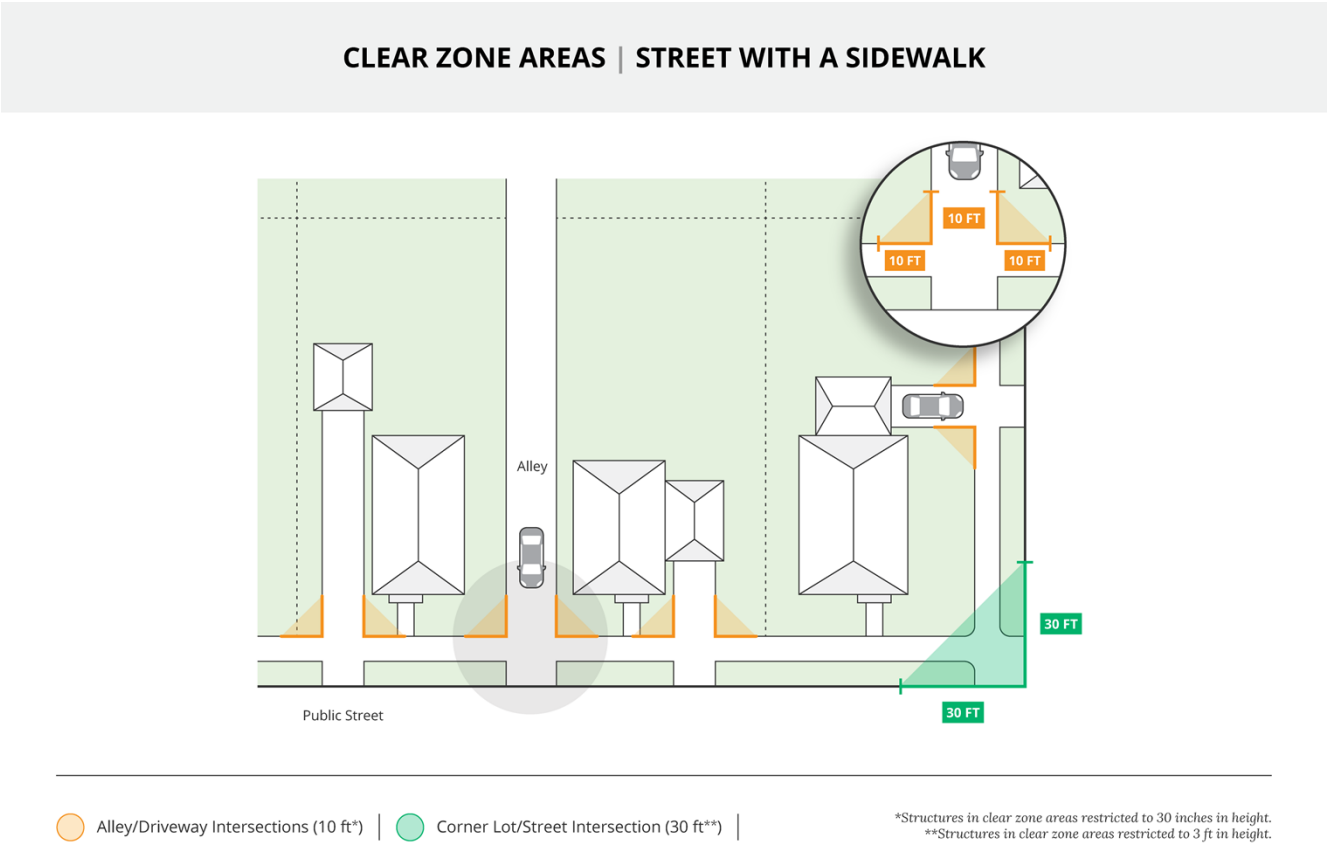 CLEAR ZONE AREAS | STREET WITH A SIDEWALK
10 FT
10 FT
10 FT
Alley
30 FT
30 FT
Public Street
Alley/Driveway Intersections (10 ft*) | Corner Lot/Street Intersection (30 ft**) |
*Structures in clear zone areas restricted to 30 inches in height.
**Structures in clear zone areas restricted to 3 ft in height.